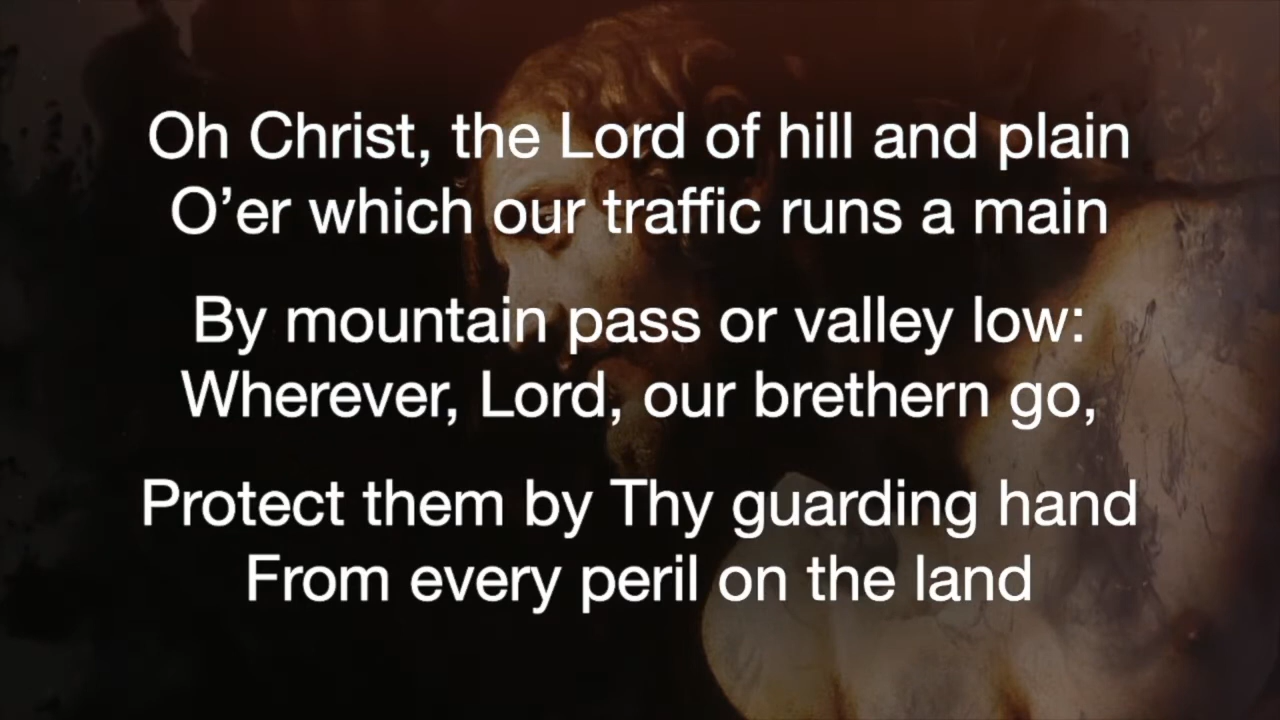 Oh Christ, the Lord of hill and plain
O’er which our traffic runs a main
By mountain pass or valley low:
Wherever, Lord, our brethern go,
Protect them by Thy guarding hand
From every peril on the land